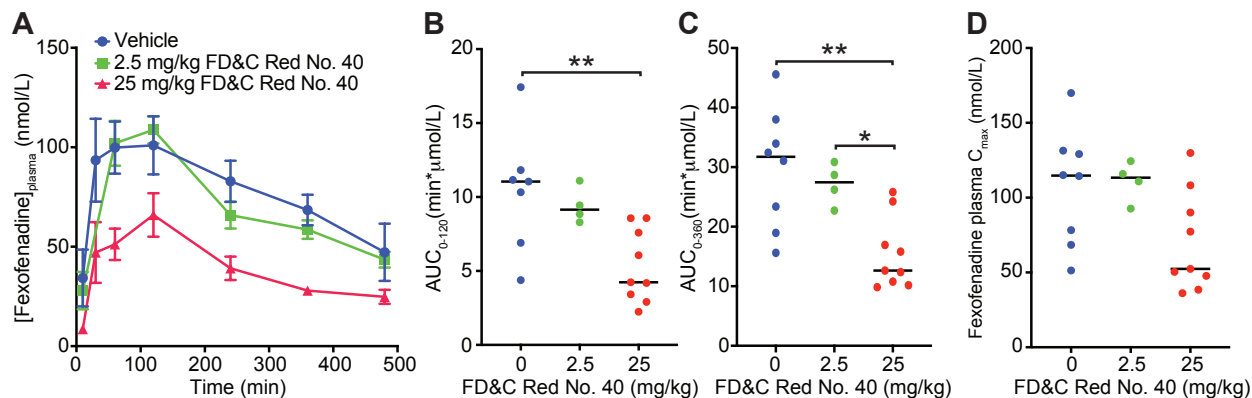 A
[Fexofenadine]plasma (nmol/L)
150
100
50
0
Vehicle
2.5 mg/kg FD&C Red No. 40
25 mg/kg FD&C Red No. 40
0 100 200 300 400 500
Time (min)
B
AUC0-120 (min*μmol/L)
20
15
10
5
0
**
0 2.5 25
FD&C Red No. 40 (mg/kg)
C
AUC0-360 (min*μmol/L)
50
40
30
20
10
0
**
*
0 2.5 25
FD&C Red No. 40 (mg/kg)
D
Fexofenadine plasma Cmax (nmol/L)
200
150
100
50
0
0 2.5 25
FD&C Red No. 40 (mg/kg)